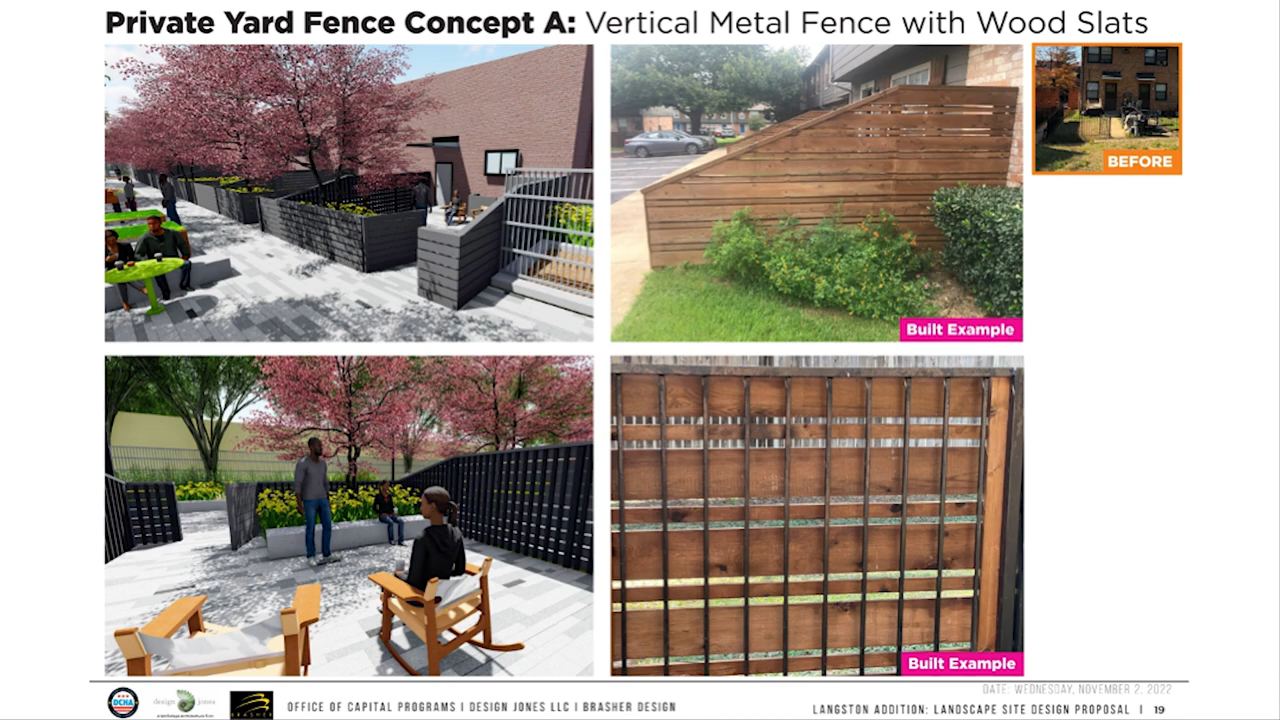 Private Yard Fence Concept A: Vertical Metal Fence with Wood Slats
BEFORE
Built Example
Built Example
DATE: WEDNESDAY, NOVEMBER 2, 2022
DCHA
design jones
BRASHER
OFFICE OF CAPITAL PROGRAMS I DESIGN JONES LLC I BRASHER DESIGN
LANGSTON ADDITION: LANDSCAPE SITE DESIGN PROPOSAL I 19